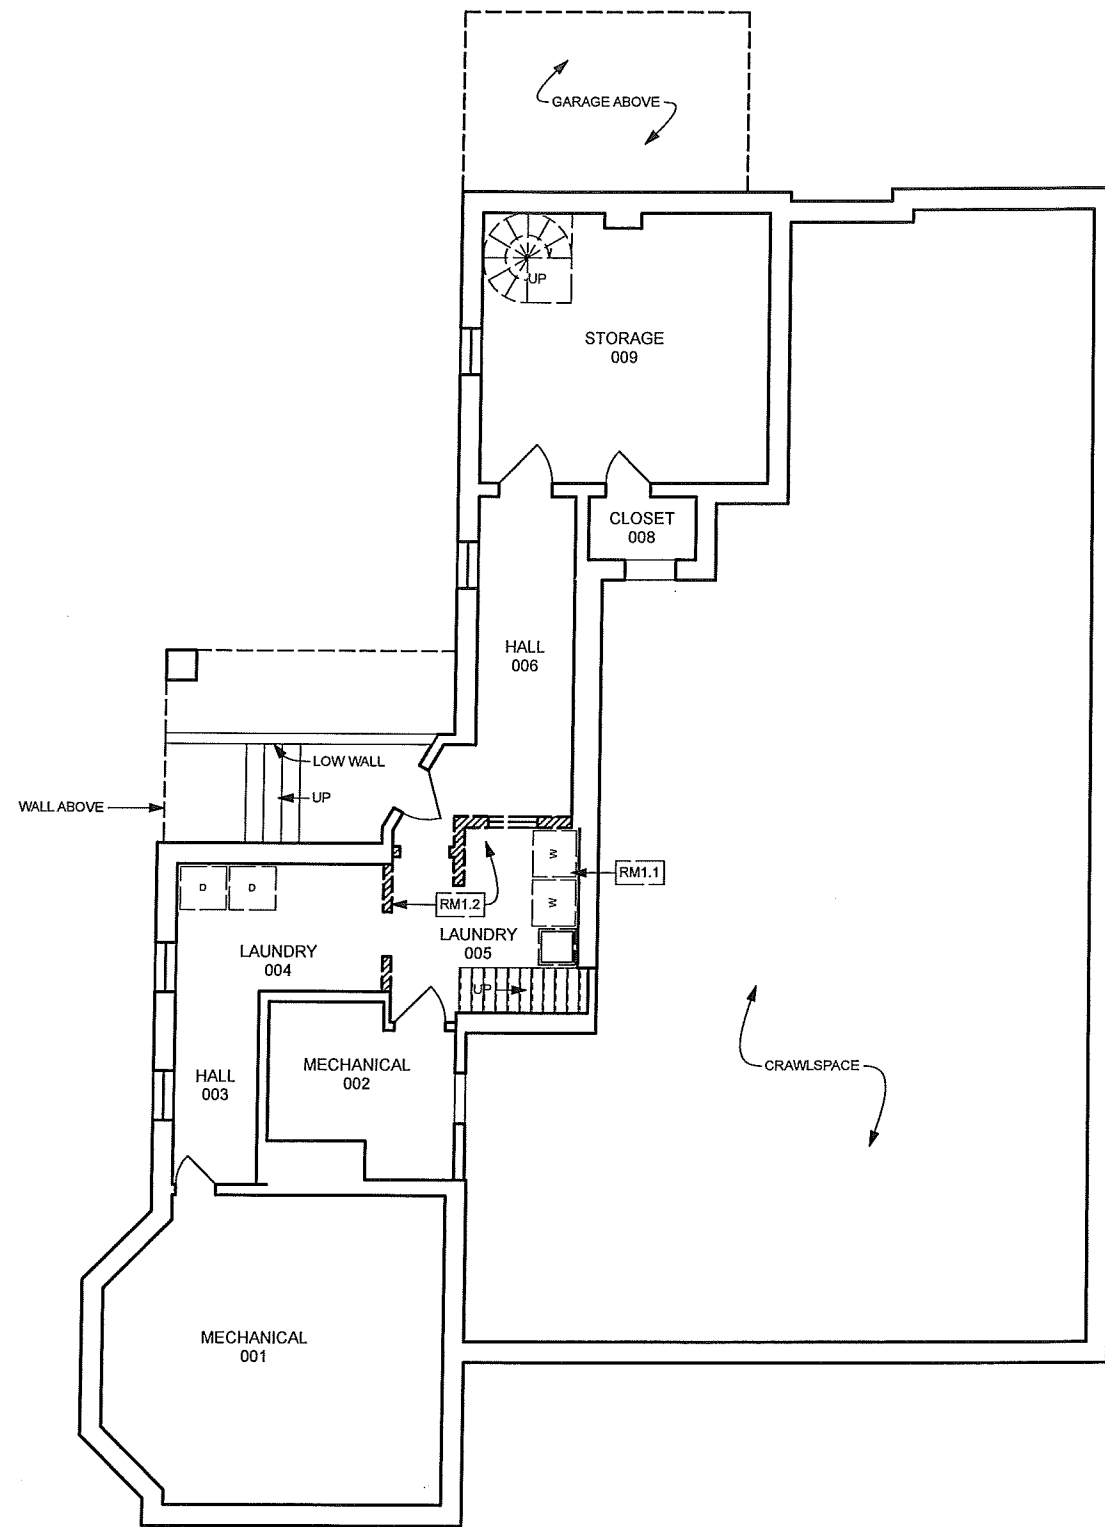 GARAGE ABOVE
UP
STORAGE
009
CLOSET
008
HALL
006
LOW WALL
UP
WALL ABOVE
W
RM1.1
D
D
W
RM1.2
LAUNDRY
005
LAUNDRY
004
UP
MECHANICAL
002
CRAWLSPACE
HALL
003
MECHANICAL
001